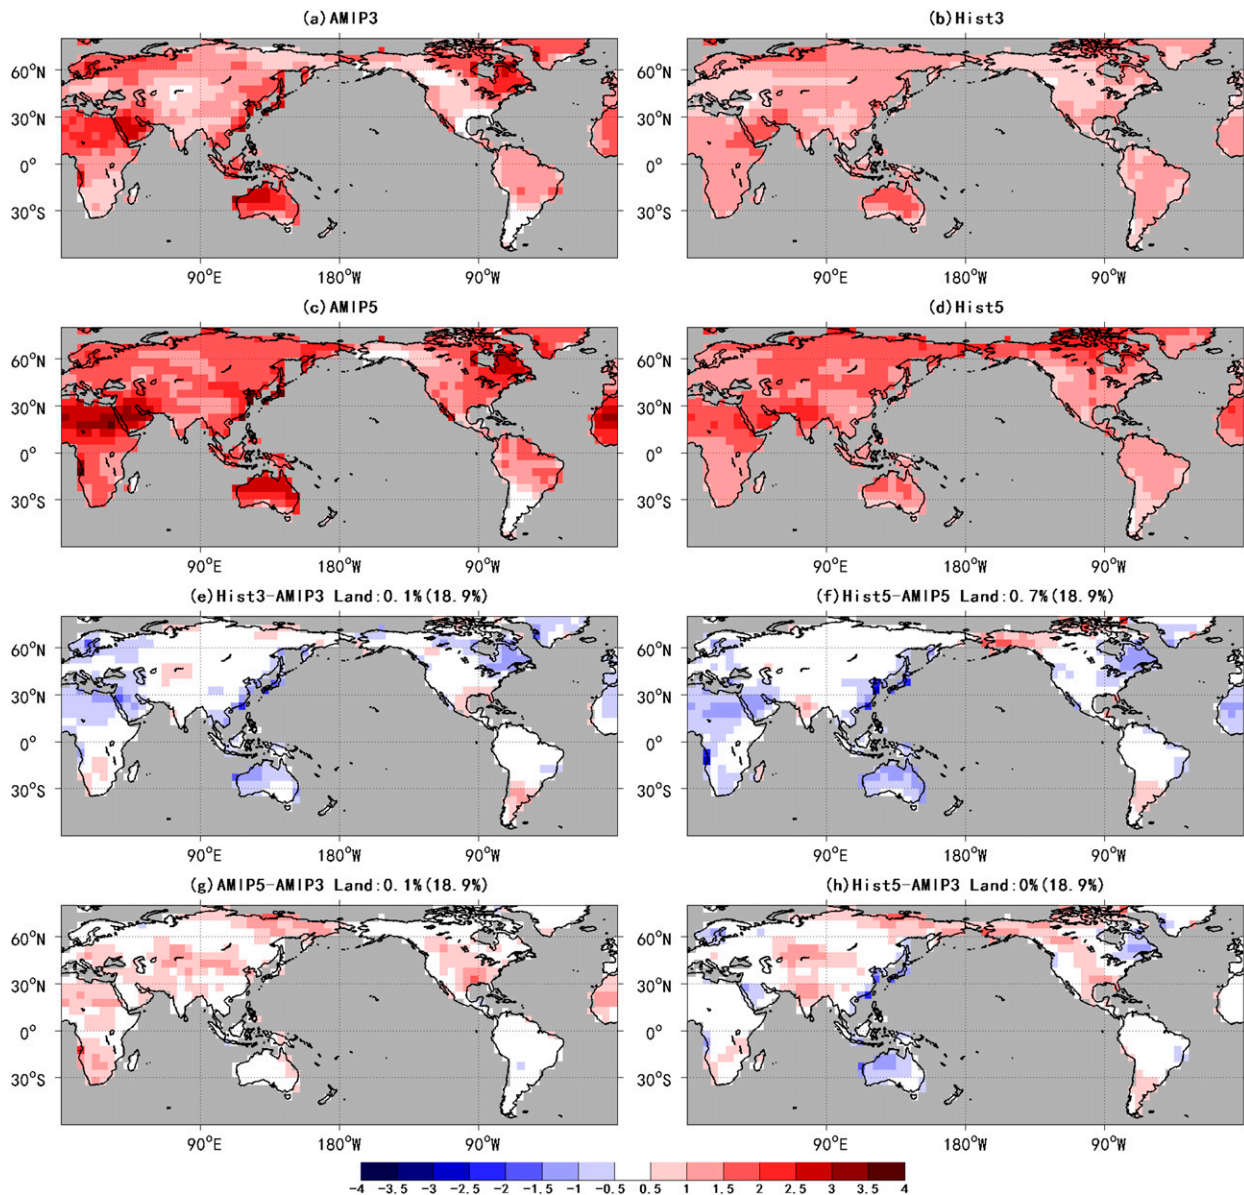 (a)AMIP3
(b)Hist3
60°N
30°N
0°
30°S
90°E
180°W
90°W
60°N
30°N
0°
30°S
90°E
180°W
90°W
(c)AMIP5
(d)Hist5
60°N
30°N
0°
30°S
90°E
180°W
90°W
60°N
30°N
0°
30°S
90°E
180°W
90°W
(e)Hist3-AMIP3 Land:0.1%(18.9%)
(f)Hist5-AMIP5 Land:0.7%(18.9%)
60°N
30°N
0°
30°S
90°E
180°W
90°W
60°N
30°N
0°
30°S
90°E
180°W
90°W
(g)AMIP5-AMIP3 Land:0.1%(18.9%)
(h)Hist5-AMIP3 Land:0%(18.9%)
60°N
30°N
0°
30°S
90°E
180°W
90°W
60°N
30°N
0°
30°S
90°E
180°W
90°W
-4 -3.5 -3 -2.5 -2 -1.5 -1 -0.5 0.5 1 1.5 2 2.5 3 3.5 4